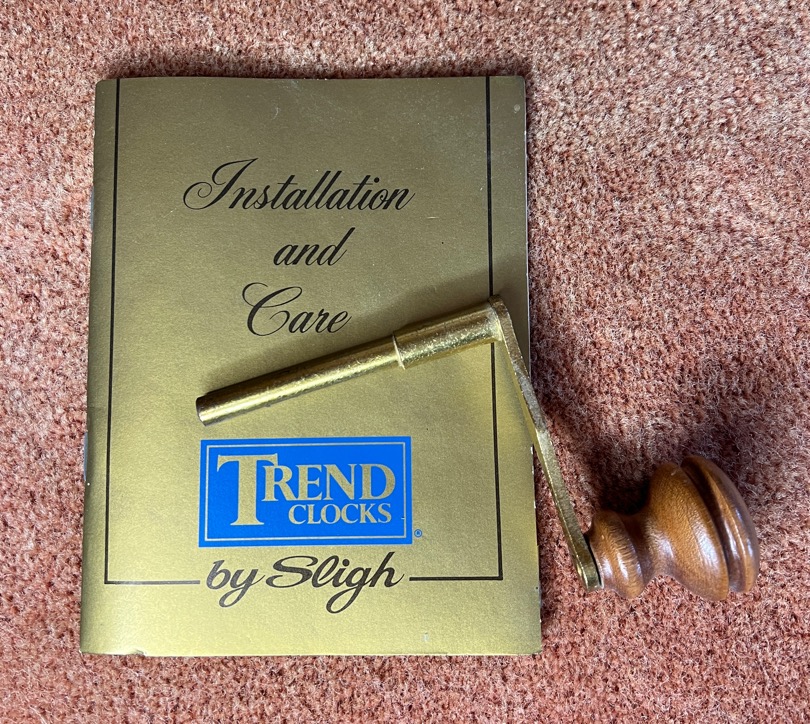 Installation
and
Care
TREND
CLOCKS®
by Sligh